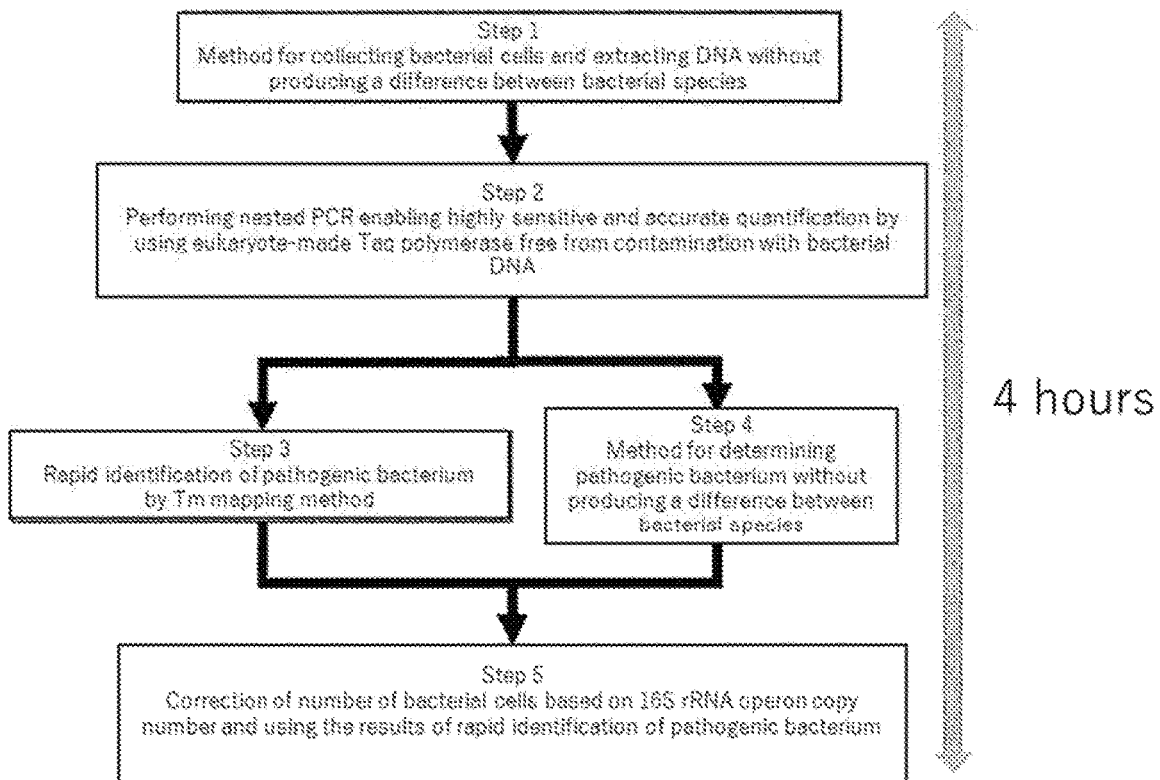 Step 1
Method for collecting bacterial cells and extracting DNA without
producing a difference between bacterial species
Step 2
Performing nested PCR enabling highly sensitive and accurate quantification by
using eukaryote-made Taq polymerase free from contamination with bacterial
DNA
Step 3
Rapid identification of pathogenic bacterium
by Tm mapping method
Step 4
Method for determining
pathogenic bacterium without
producing a difference between
bacterial species
4 hours
Step 5
Correction of number of bacterial cells based on 16S rRNA operon copy
number and using the results of rapid identification of pathogenic bacterium